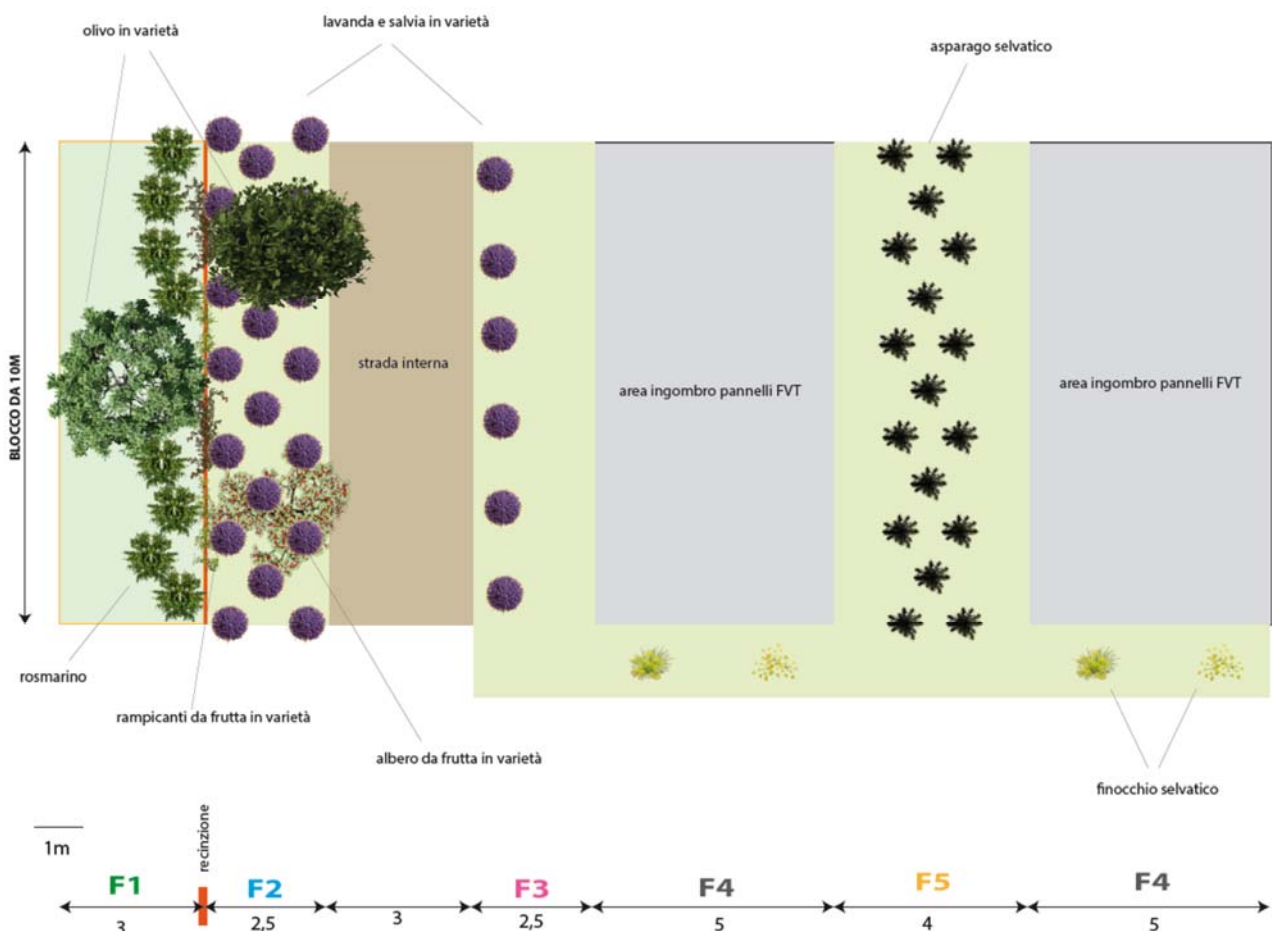 lavanda e salvia in varietà
olivo in varietà
asparago selvatico
BLOCCO DA 10M
strada interna
area ingombro pannelli FVT
area ingombro pannelli FVT
rosmarino
rampicanti da frutta in varietà
albero da frutta in varietà
finocchio selvatico
1m
recinzione
F1
F2
F3
F4
F5
F4
3
2,5
3
2,5
5
4
5